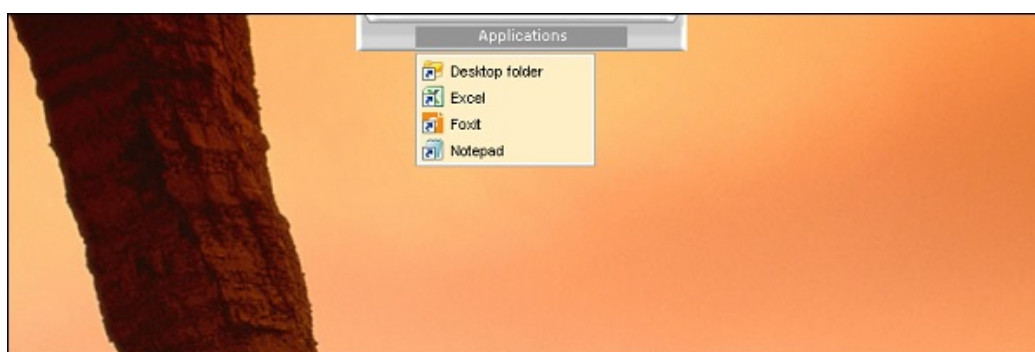 Applications
Desktop folder
Excel
Foxit
Notepad